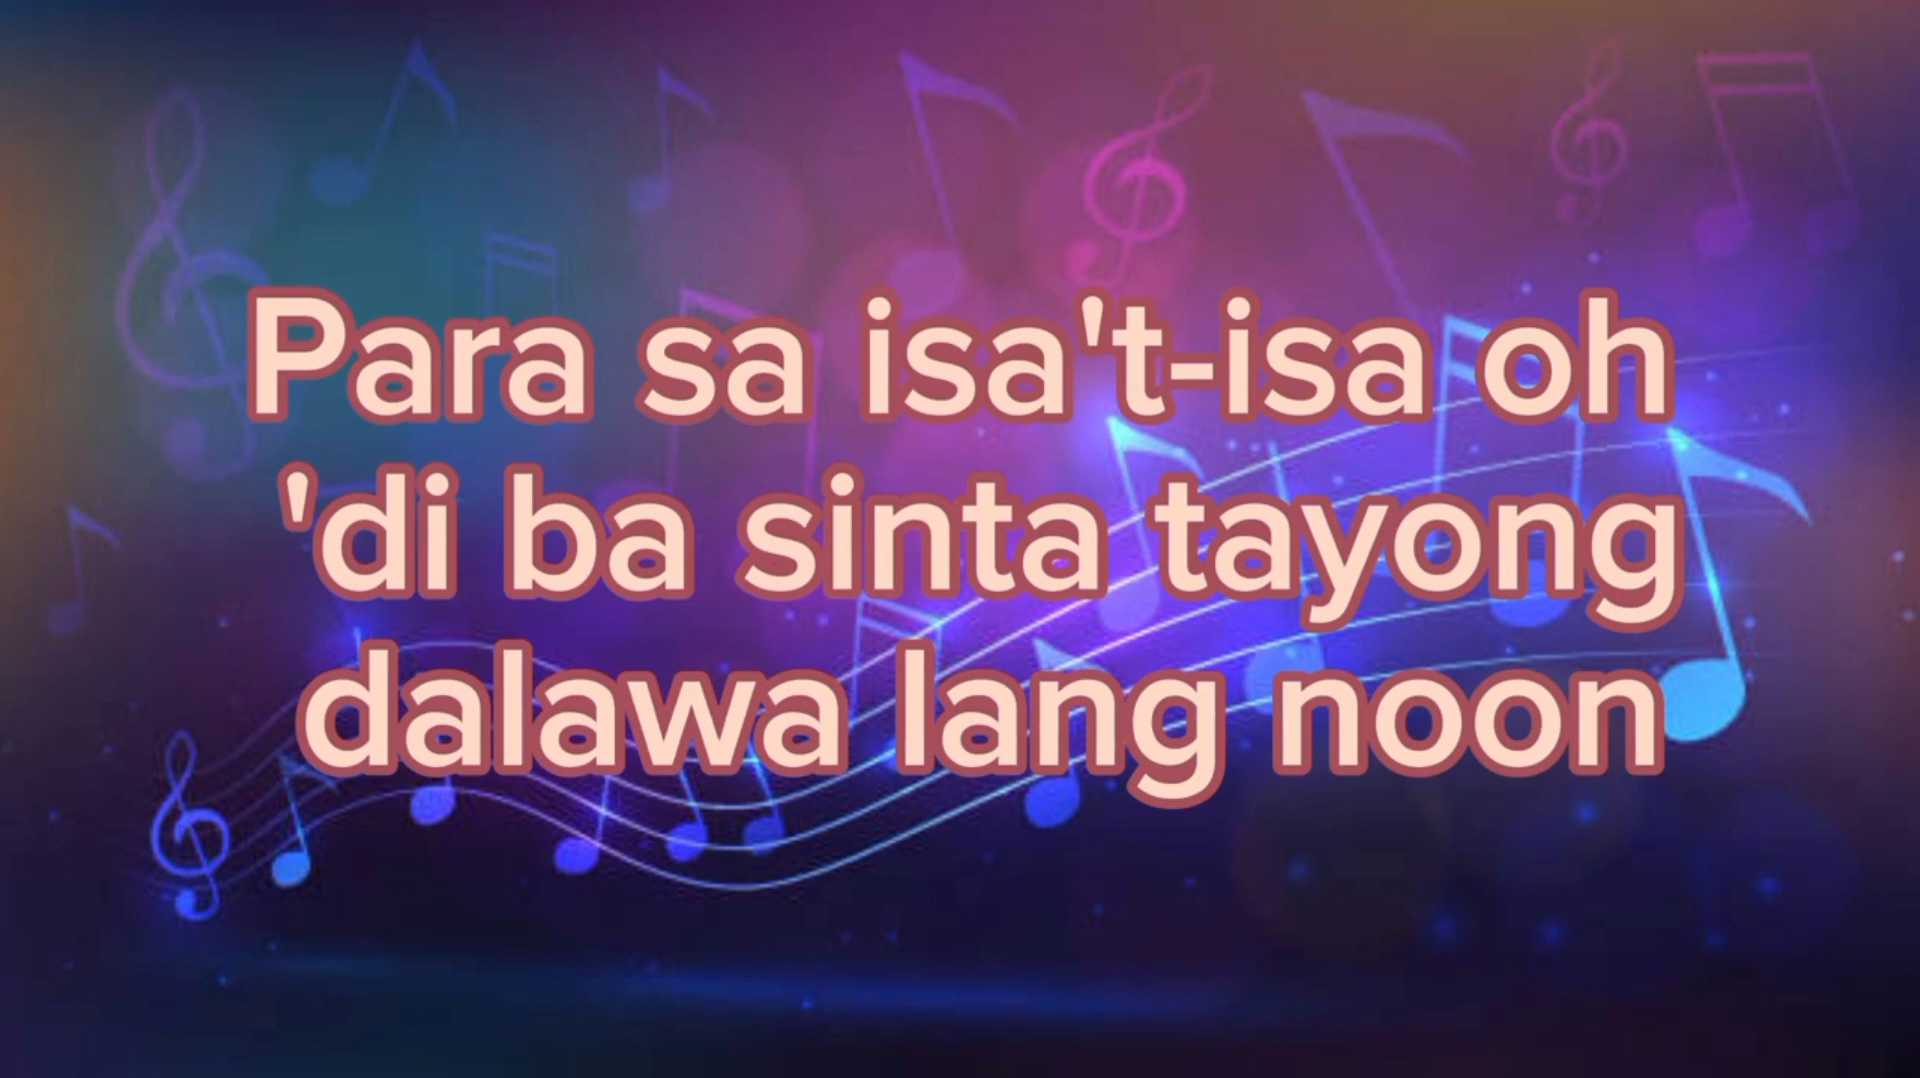 Para sa isa't-isa oh
'di ba sinta tayong
dalawa lang noon